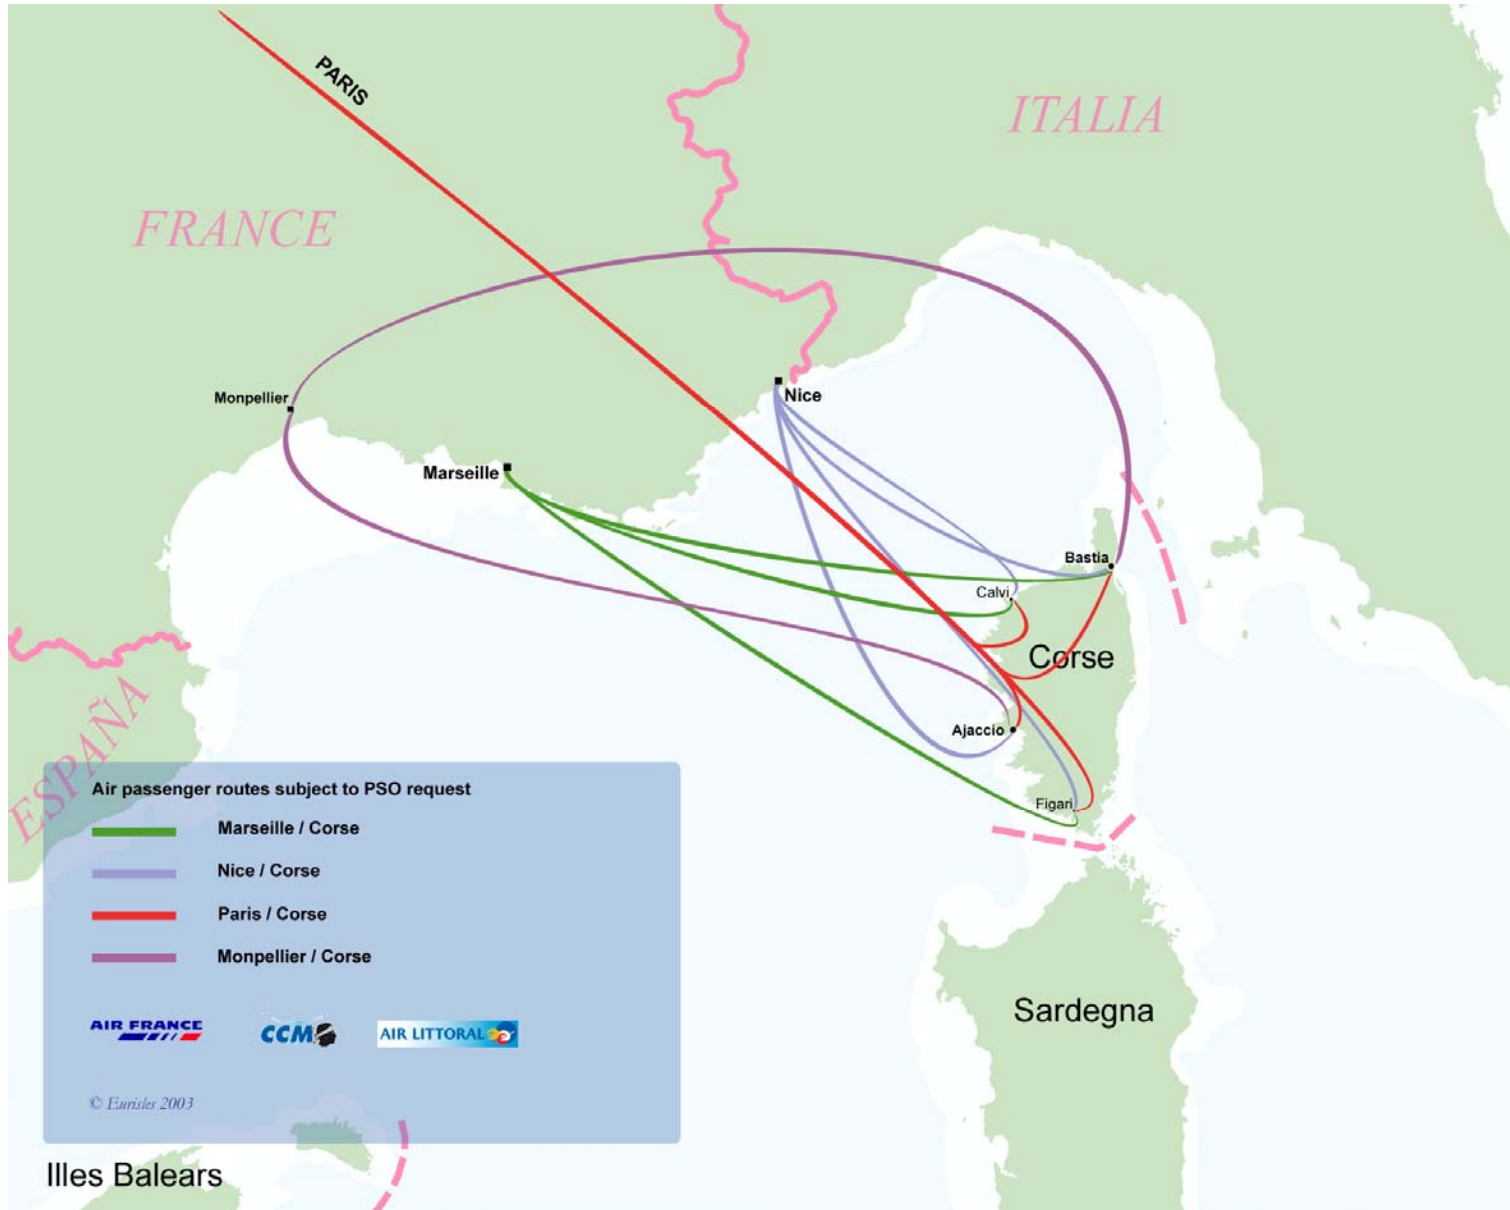 PARIS
ITALIA
FRANCE
Monpellier
Nice
Marseille
Bastia
Calvi
Corse
Ajaccio
Figari
ESPAÑA
Air passenger routes subject to PSO request
Marseille / Corse
Nice / Corse
Paris / Corse
Monpellier / Corse
AIR FRANCE
CCM
AIR LITTORAL
© Eurisles 2003
Sardegna
Illes Balears